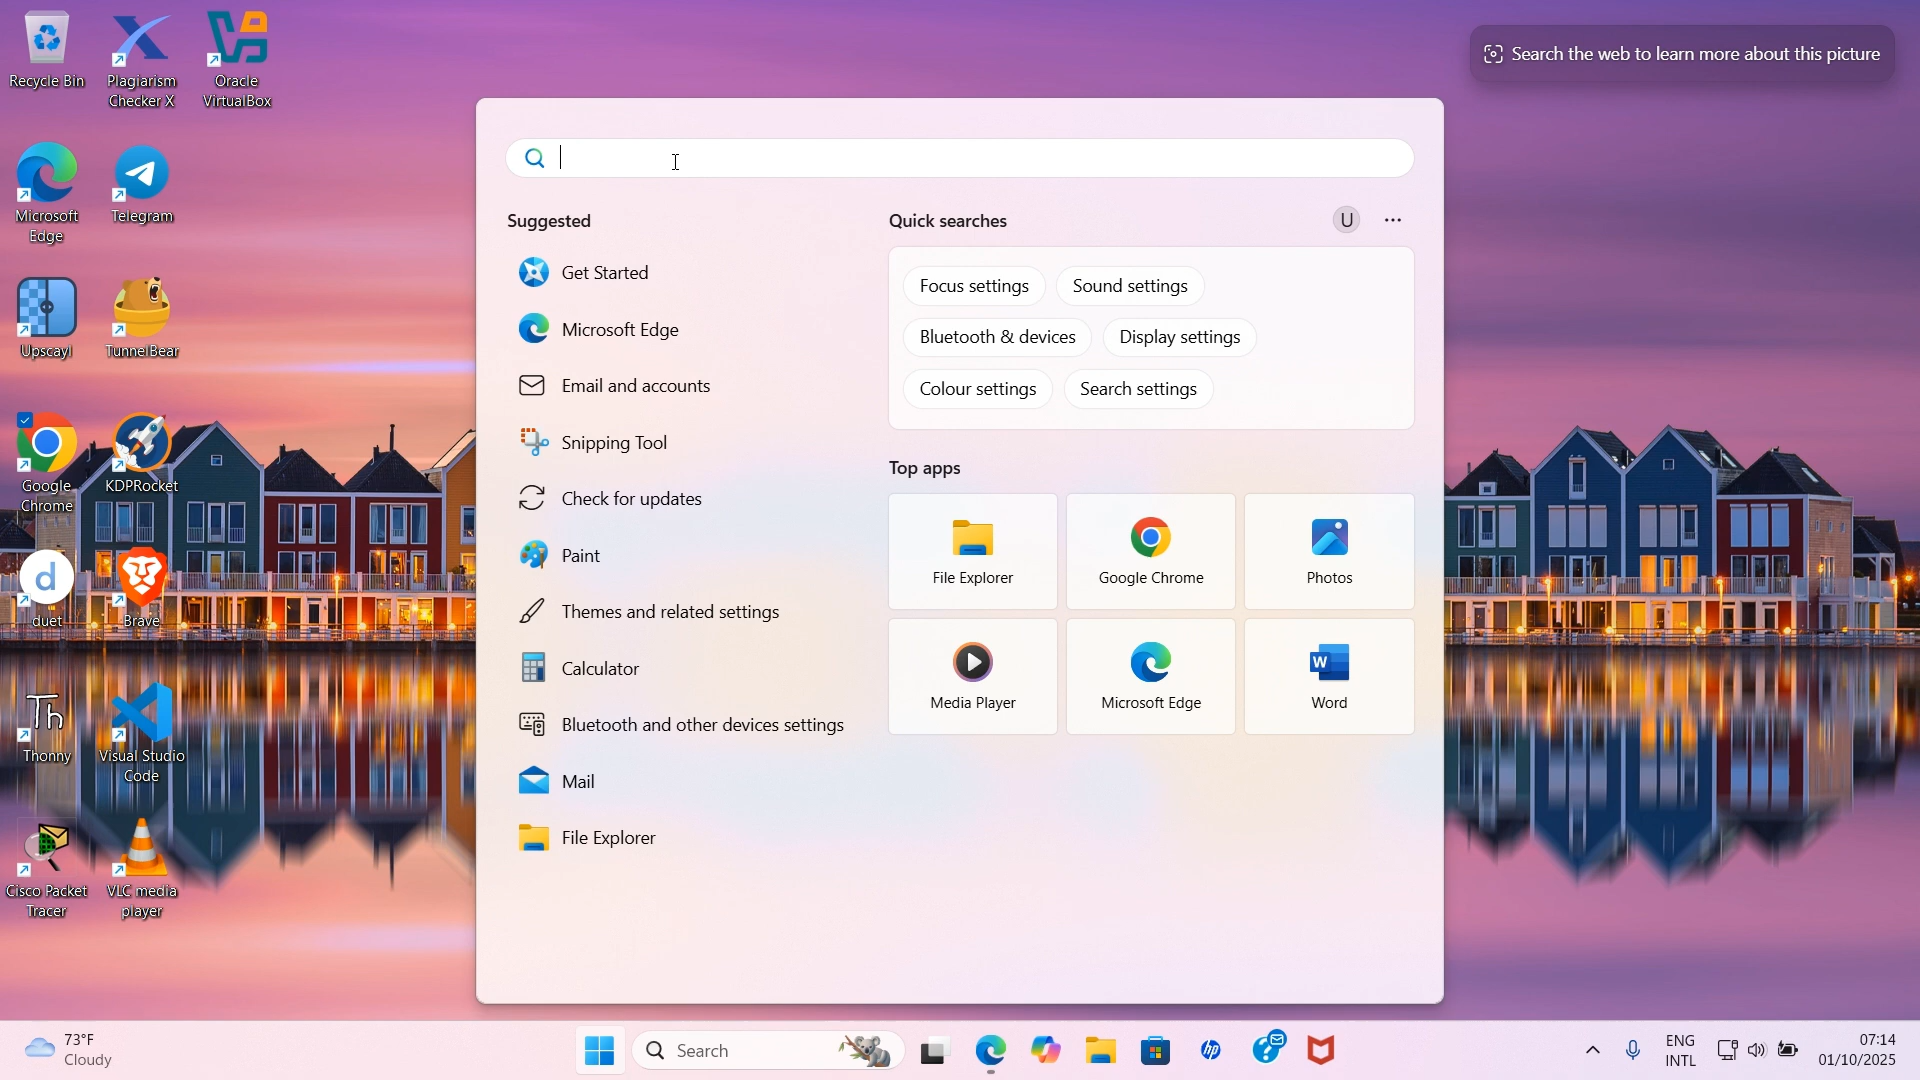 Recycle Bin
Plagiarism
Checker X
Oracle
VirtualBox
Microsoft
Edge
Telegram
Upscayl
TunnelBear
Google
Chrome
KDPRocket
d
duet
Brave
Th
Thonny
Visual Studio
Code
Cisco Packet
Tracer
VLC media
player
Search the web to learn more about this picture
Suggested
Get Started
Microsoft Edge
Email and accounts
Snipping Tool
Check for updates
Paint
Themes and related settings
Calculator
Bluetooth and other devices settings
Mail
File Explorer
Quick searches
U
Focus settings
Sound settings
Bluetooth & devices
Display settings
Colour settings
Search settings
Top apps
File Explorer
Google Chrome
Photos
Media Player
Microsoft Edge
W
Word
73°F
Cloudy
Search
hp
?
ENG
INTL
07:14
01/10/2025